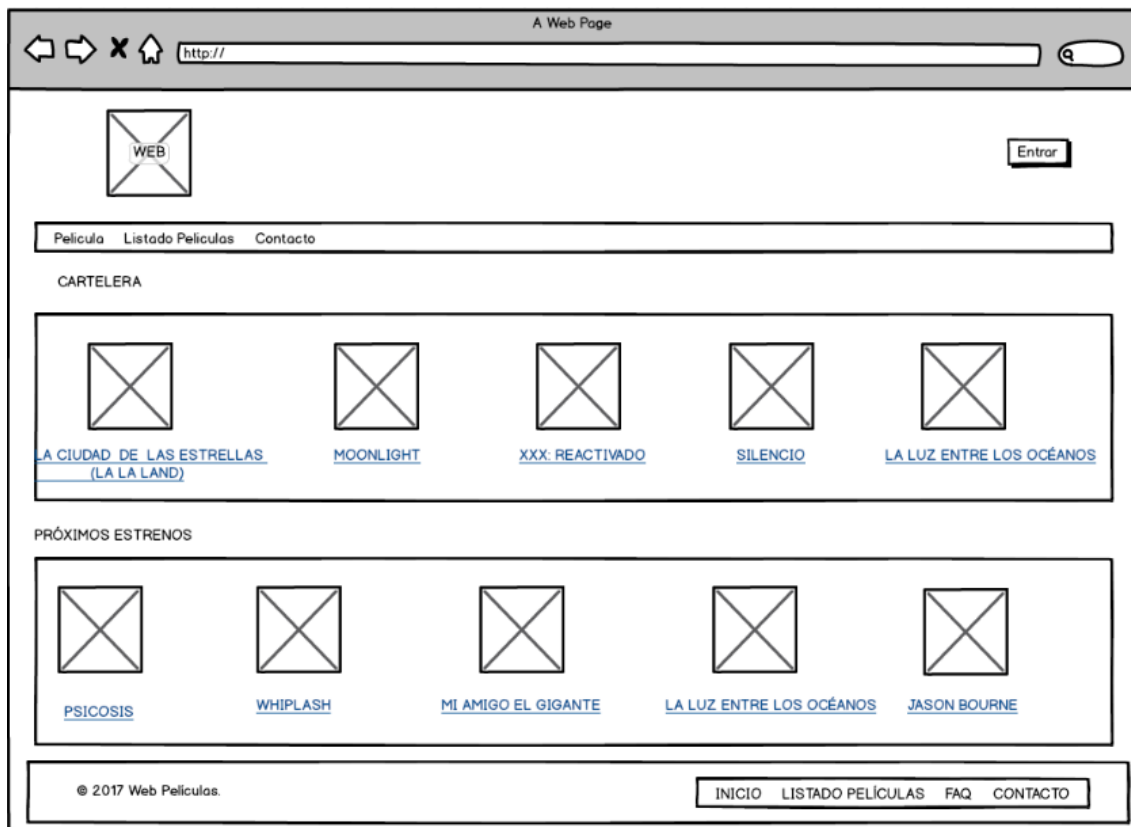 A Web Page
http://
WEB
Entrar
Pelicula Listado Peliculas Contacto
CARTELERA
LA CIUDAD DE LAS ESTRELLAS
(LA LA LAND)
MOONLIGHT
XXX: REACTIVADO
SILENCIO
LA LUZ ENTRE LOS OCÉANOS
PRÓXIMOS ESTRENOS
PSICOSIS
WHIPLASH
MI AMIGO EL GIGANTE
LA LUZ ENTRE LOS OCÉANOS
JASON BOURNE
© 2017 Web Películas.
INICIO LISTADO PELÍCULAS FAQ CONTACTO